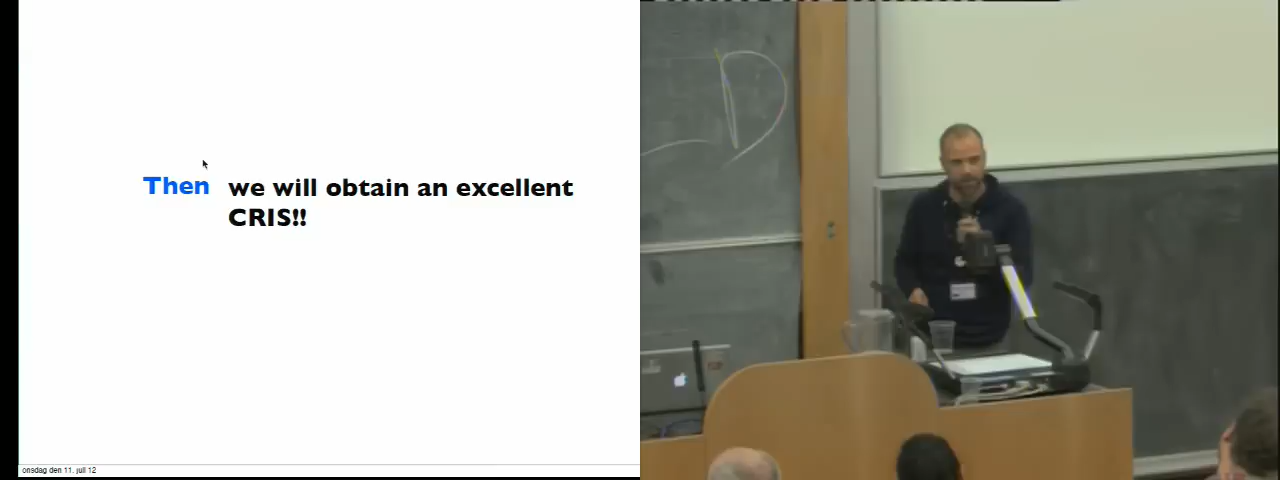 Then we will obtain an excellent
CRIS!!
onsdag den 11. juli 12